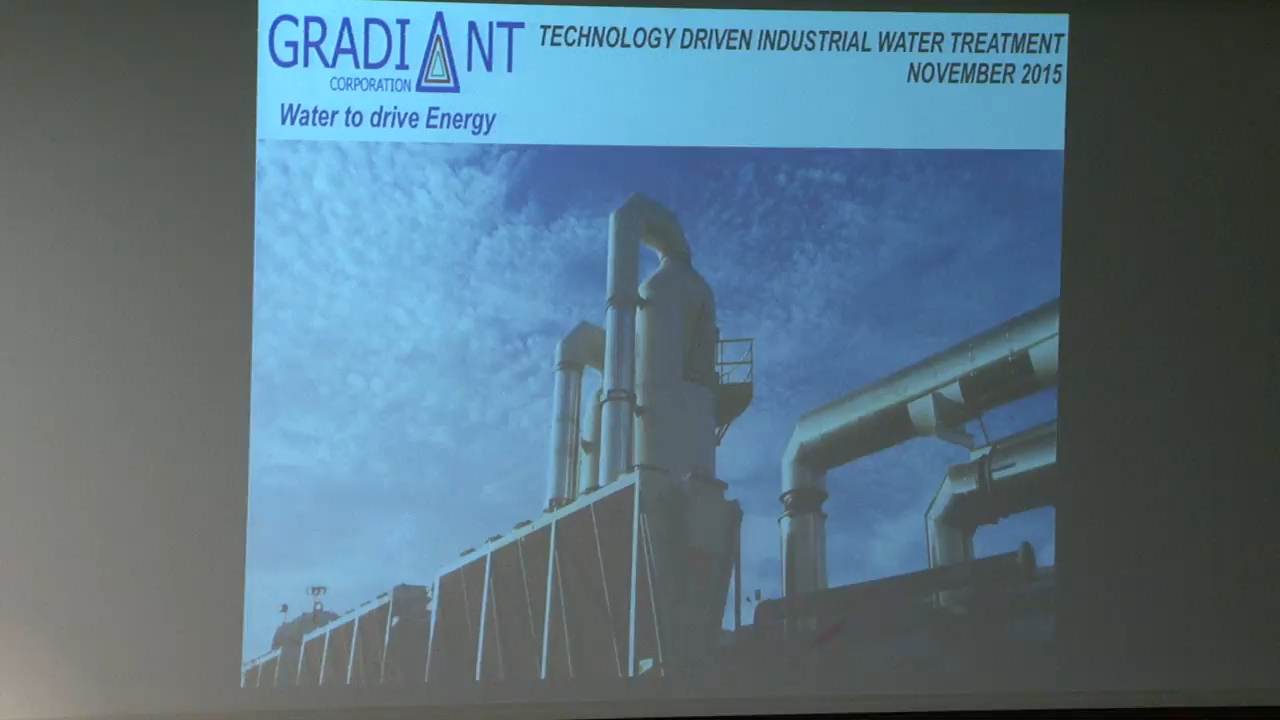 GRADIANT
CORPORATION
Water to drive Energy
TECHNOLOGY DRIVEN INDUSTRIAL WATER TREATMENT
NOVEMBER 2015